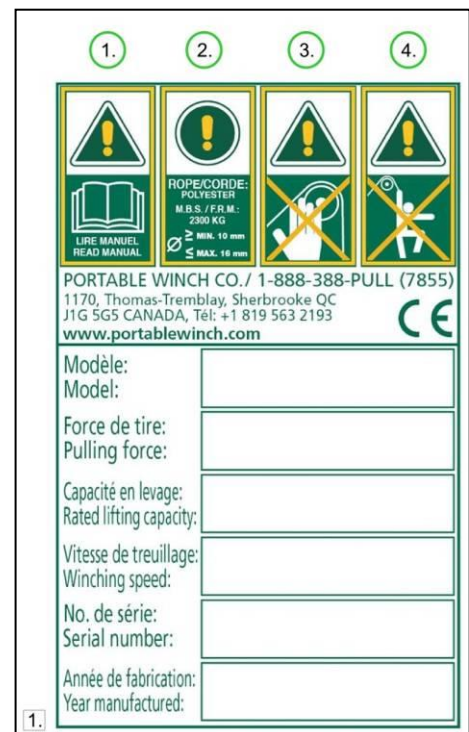 1.
2.
3.
4.
LIRE MANUEL
READ MANUAL
ROPE/CORDE:
POLYESTER
M.B.S. / F.R.M.:
2300 KG
Ø ≥ MIN. 10 mm
≤ MAX. 16 mm
PORTABLE WINCH CO./ 1-888-388-PULL (7855)
1170, Thomas-Tremblay, Sherbrooke QC
J1G 5G5 CANADA, Tél: +1 819 563 2193
www.portablewinch.com
CE
Modèle:
Model:
Force de tire:
Pulling force:
Capacité en levage:
Rated lifting capacity:
Vitesse de treuillage:
Winching speed:
No. de série:
Serial number:
Année de fabrication:
Year manufactured:
1.